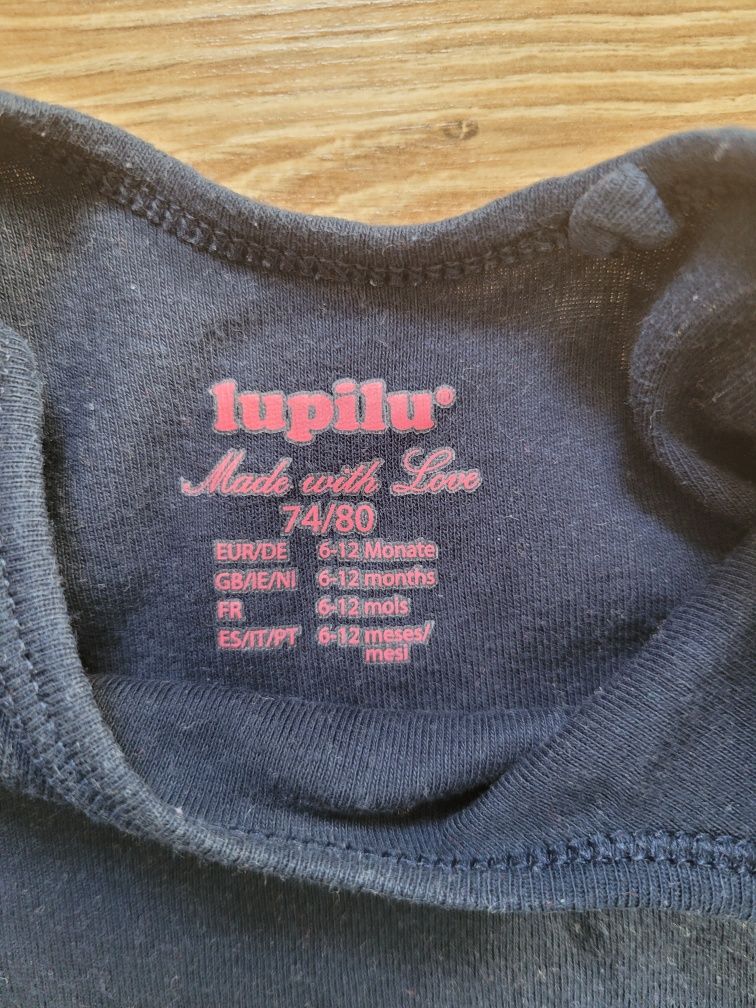 lupilu®
Made with Love
74/80
EUR/DE 6-12 Monate
GB/IE/NI 6-12 months
FR 6-12 mois
ES/IT/PT 6-12 meses/
mesi